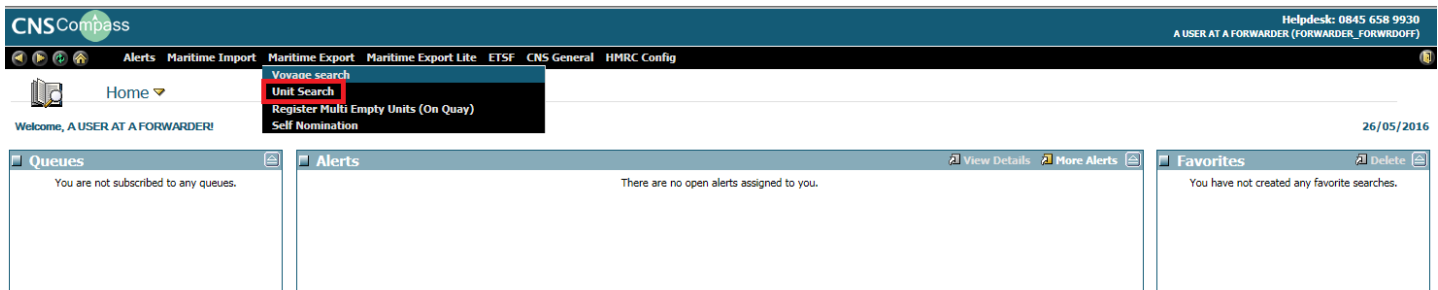 CNSCompass
Helpdesk: 0845 658 9930
A USER AT A FORWARDER (FORWARDER_FORWRDOFF)
Alerts Maritime Import Maritime Export Maritime Export Lite ETSF CNS General HMRC Config
Voyage search
Unit Search
Register Multi Empty Units (On Quay)
Self Nomination
Home
Welcome, A USER AT A FORWARDER!
26/05/2016
Queues
You are not subscribed to any queues.
Alerts View Details More Alerts
There are no open alerts assigned to you.
Favorites Delete
You have not created any favorite searches.